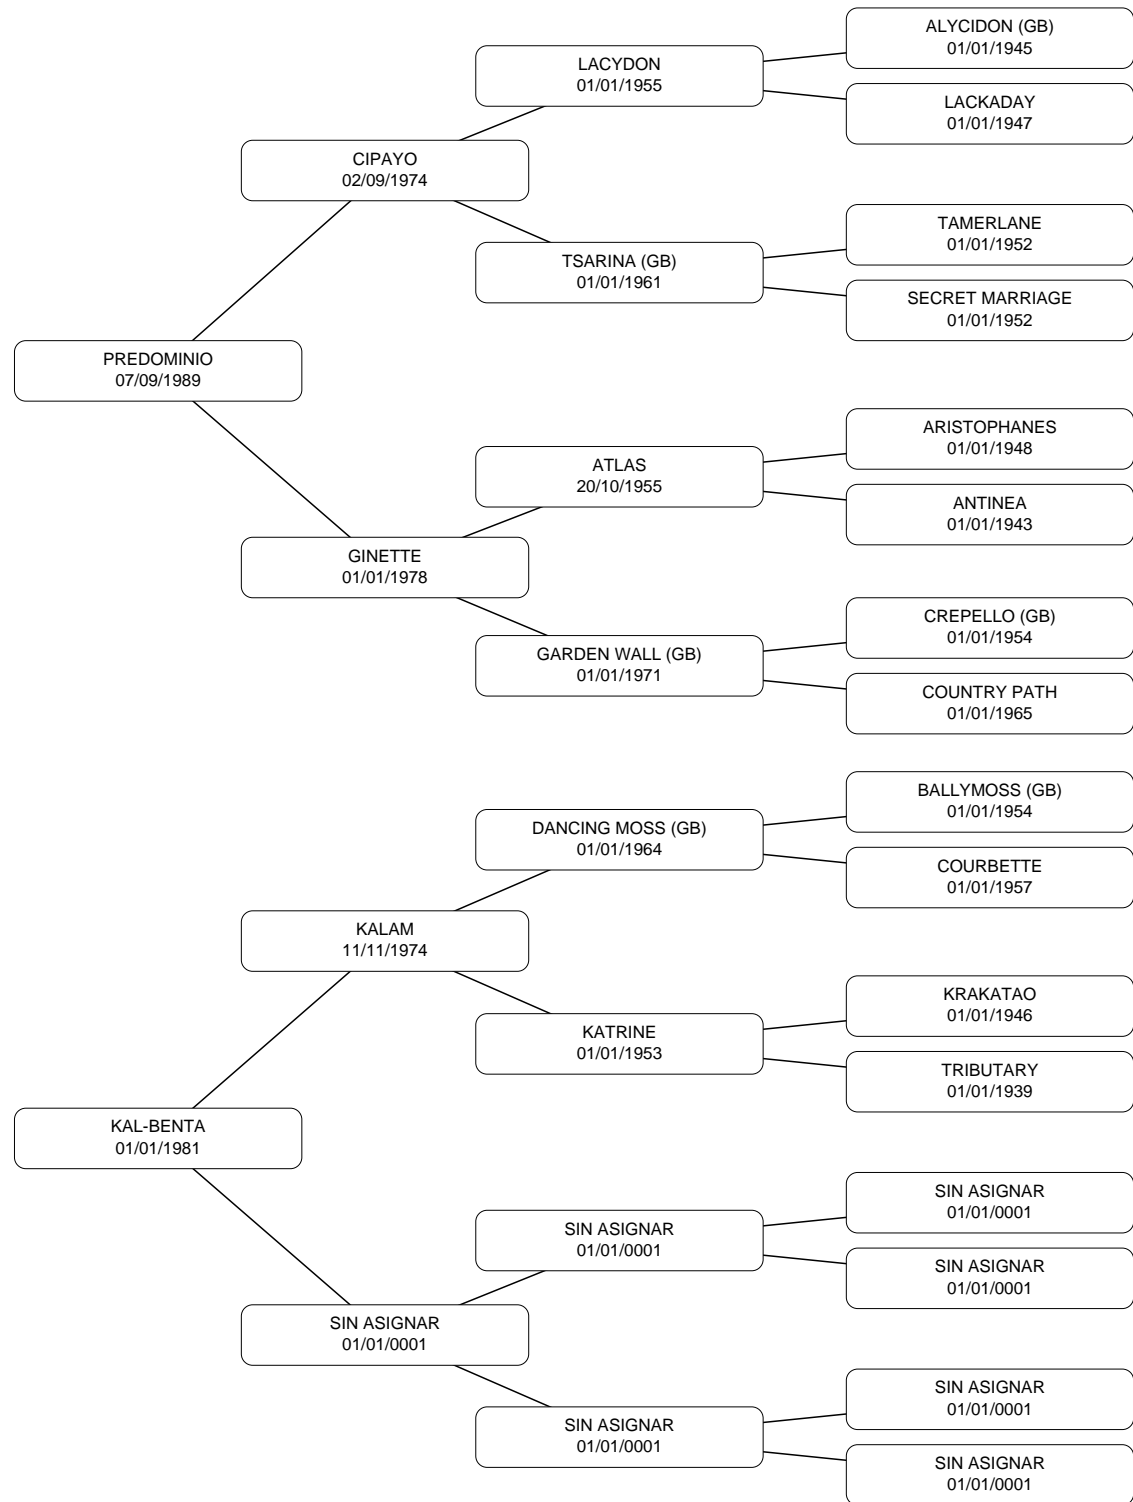 ALYCIDON (GB)
01/01/1945
LACYDON
01/01/1955
LACKADAY
01/01/1947
CIPAYO
02/09/1974
TAMERLANE
01/01/1952
TSARINA (GB)
01/01/1961
SECRET MARRIAGE
01/01/1952
PREDOMINIO
07/09/1989
ARISTOPHANES
01/01/1948
ATLAS
20/10/1955
ANTINEA
01/01/1943
GINETTE
01/01/1978
CREPELLO (GB)
01/01/1954
GARDEN WALL (GB)
01/01/1971
COUNTRY PATH
01/01/1965
BALLYMOSS (GB)
01/01/1954
DANCING MOSS (GB)
01/01/1964
COURBETTE
01/01/1957
KALAM
11/11/1974
KRAKATAO
01/01/1946
KATRINE
01/01/1953
TRIBUTARY
01/01/1939
KAL-BENTA
01/01/1981
SIN ASIGNAR
01/01/0001
SIN ASIGNAR
01/01/0001
SIN ASIGNAR
01/01/0001
SIN ASIGNAR
01/01/0001
SIN ASIGNAR
01/01/0001
SIN ASIGNAR
01/01/0001
SIN ASIGNAR
01/01/0001